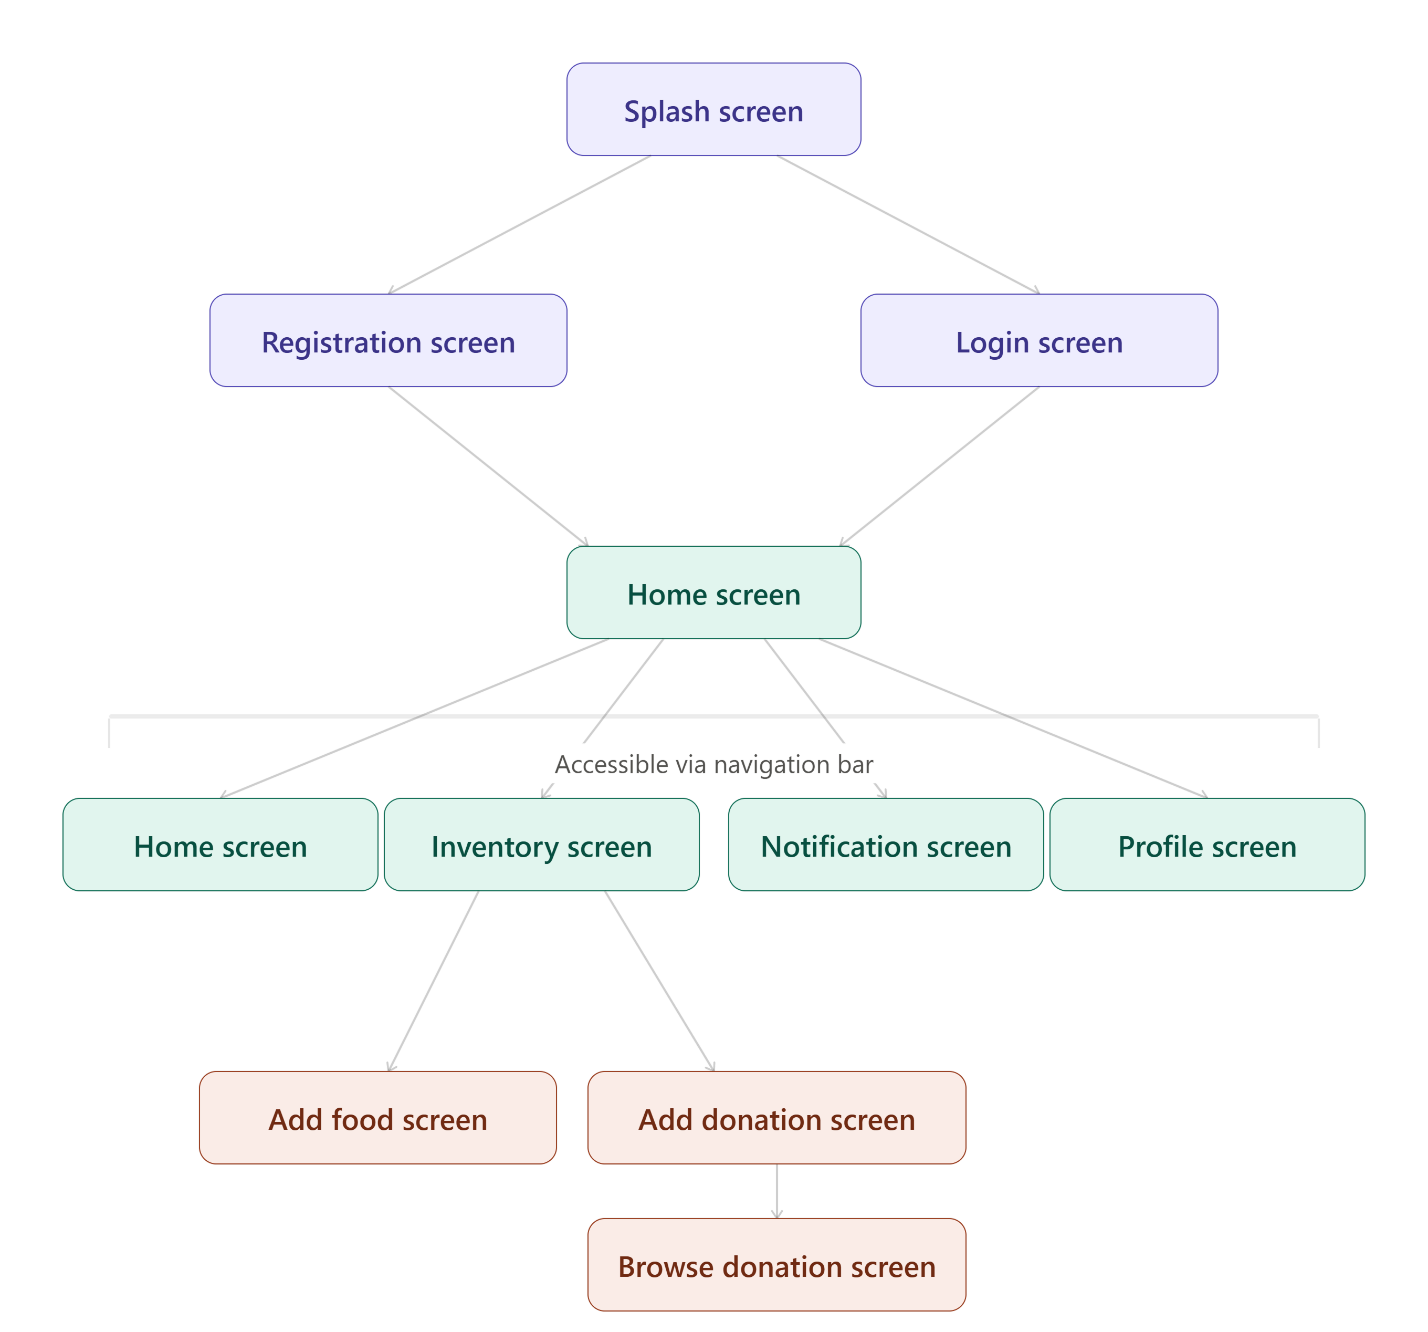 Splash screen
Registration screen
Login screen
Home screen
Accessible via navigation bar
Home screen
Inventory screen
Notification screen
Profile screen
Add food screen
Add donation screen
Browse donation screen